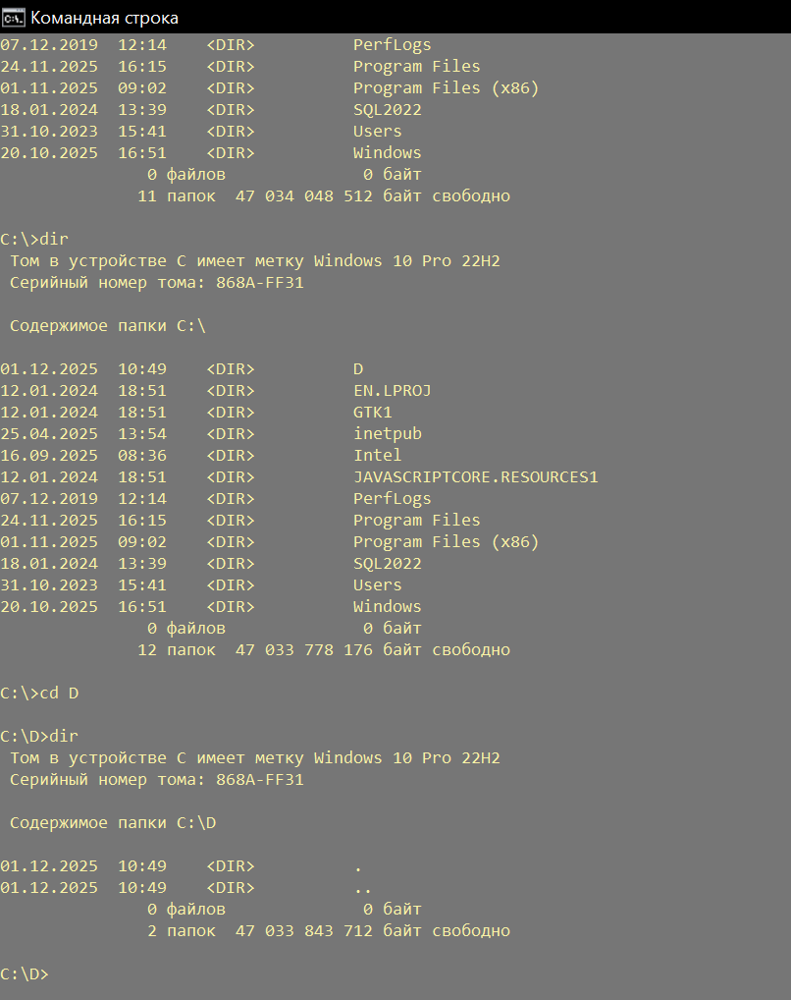 Командная строка
07.12.2019  12:14    <DIR>          PerfLogs
24.11.2025  16:15    <DIR>          Program Files
01.11.2025  09:02    <DIR>          Program Files (x86)
18.01.2024  13:39    <DIR>          SQL2022
31.10.2023  15:41    <DIR>          Users
20.10.2025  16:51    <DIR>          Windows
               0 файлов              0 байт
              11 папок  47 034 048 512 байт свободно
C:\>dir
 Том в устройстве C имеет метку Windows 10 Pro 22H2
 Серийный номер тома: 868A-FF31
 Содержимое папки C:\
01.12.2025  10:49    <DIR>          D
12.01.2024  18:51    <DIR>          EN.LPROJ
12.01.2024  18:51    <DIR>          GTK1
25.04.2025  13:54    <DIR>          inetpub
16.09.2025  08:36    <DIR>          Intel
12.01.2024  18:51    <DIR>          JAVASCRIPTCORE.RESOURCES1
07.12.2019  12:14    <DIR>          PerfLogs
24.11.2025  16:15    <DIR>          Program Files
01.11.2025  09:02    <DIR>          Program Files (x86)
18.01.2024  13:39    <DIR>          SQL2022
31.10.2023  15:41    <DIR>          Users
20.10.2025  16:51    <DIR>          Windows
               0 файлов              0 байт
              12 папок  47 033 778 176 байт свободно
C:\>cd D
C:\D>dir
 Том в устройстве C имеет метку Windows 10 Pro 22H2
 Серийный номер тома: 868A-FF31
 Содержимое папки C:\D
01.12.2025  10:49    <DIR>          .
01.12.2025  10:49    <DIR>          ..
               0 файлов              0 байт
               2 папок  47 033 843 712 байт свободно
C:\D>